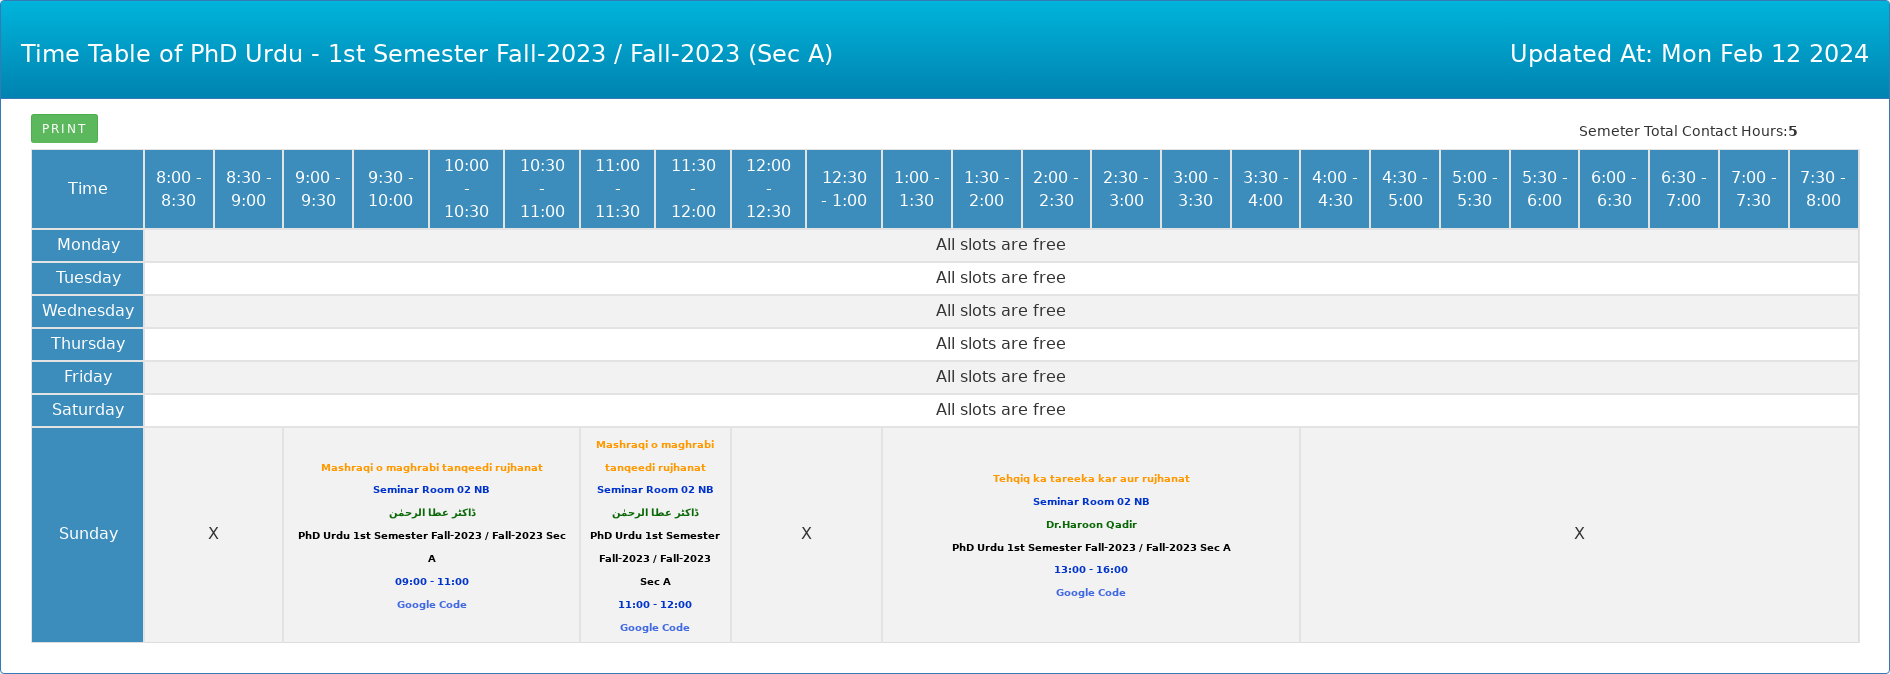 Time Table of PhD Urdu - 1st Semester Fall-2023 / Fall-2023 (Sec A)
Updated At: Mon Feb 12 2024
PRINT
Semeter Total Contact Hours:5
Time
8:00 -
8:30
8:30 -
9:00
9:00 -
9:30
9:30 -
10:00
10:00
-
10:30
10:30
-
11:00
11:00
-
11:30
11:30
-
12:00
12:00
-
12:30
12:30
- 1:00
1:00 -
1:30
1:30 -
2:00
2:00 -
2:30
2:30 -
3:00
3:00 -
3:30
3:30 -
4:00
4:00 -
4:30
4:30 -
5:00
5:00 -
5:30
5:30 -
6:00
6:00 -
6:30
6:30 -
7:00
7:00 -
7:30
7:30 -
8:00
Monday
All slots are free
Tuesday
All slots are free
Wednesday
All slots are free
Thursday
All slots are free
Friday
All slots are free
Saturday
All slots are free
Sunday
X
Mashraqi o maghrabi tanqeedi rujhanat
Seminar Room 02 NB
ڈاکٹر عطا الرحمٰن
PhD Urdu 1st Semester Fall-2023 / Fall-2023 Sec
A
09:00 - 11:00
Google Code
Mashraqi o maghrabi
tanqeedi rujhanat
Seminar Room 02 NB
ڈاکٹر عطا الرحمٰن
PhD Urdu 1st Semester
Fall-2023 / Fall-2023
Sec A
11:00 - 12:00
Google Code
X
Tehqiq ka tareeka kar aur rujhanat
Seminar Room 02 NB
Dr.Haroon Qadir
PhD Urdu 1st Semester Fall-2023 / Fall-2023 Sec A
13:00 - 16:00
Google Code
X